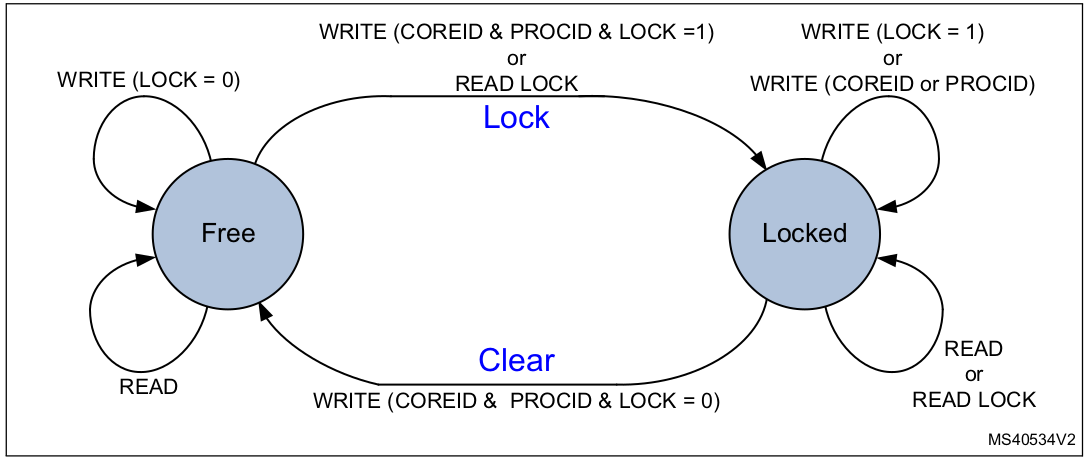 WRITE (COREID & PROCID & LOCK =1)
or
READ LOCK
Lock
WRITE (LOCK = 1)
or
WRITE (COREID or PROCID)
WRITE (LOCK = 0)
Free
Locked
READ
Clear
WRITE (COREID &  PROCID & LOCK = 0)
READ
or
READ LOCK
MS40534V2